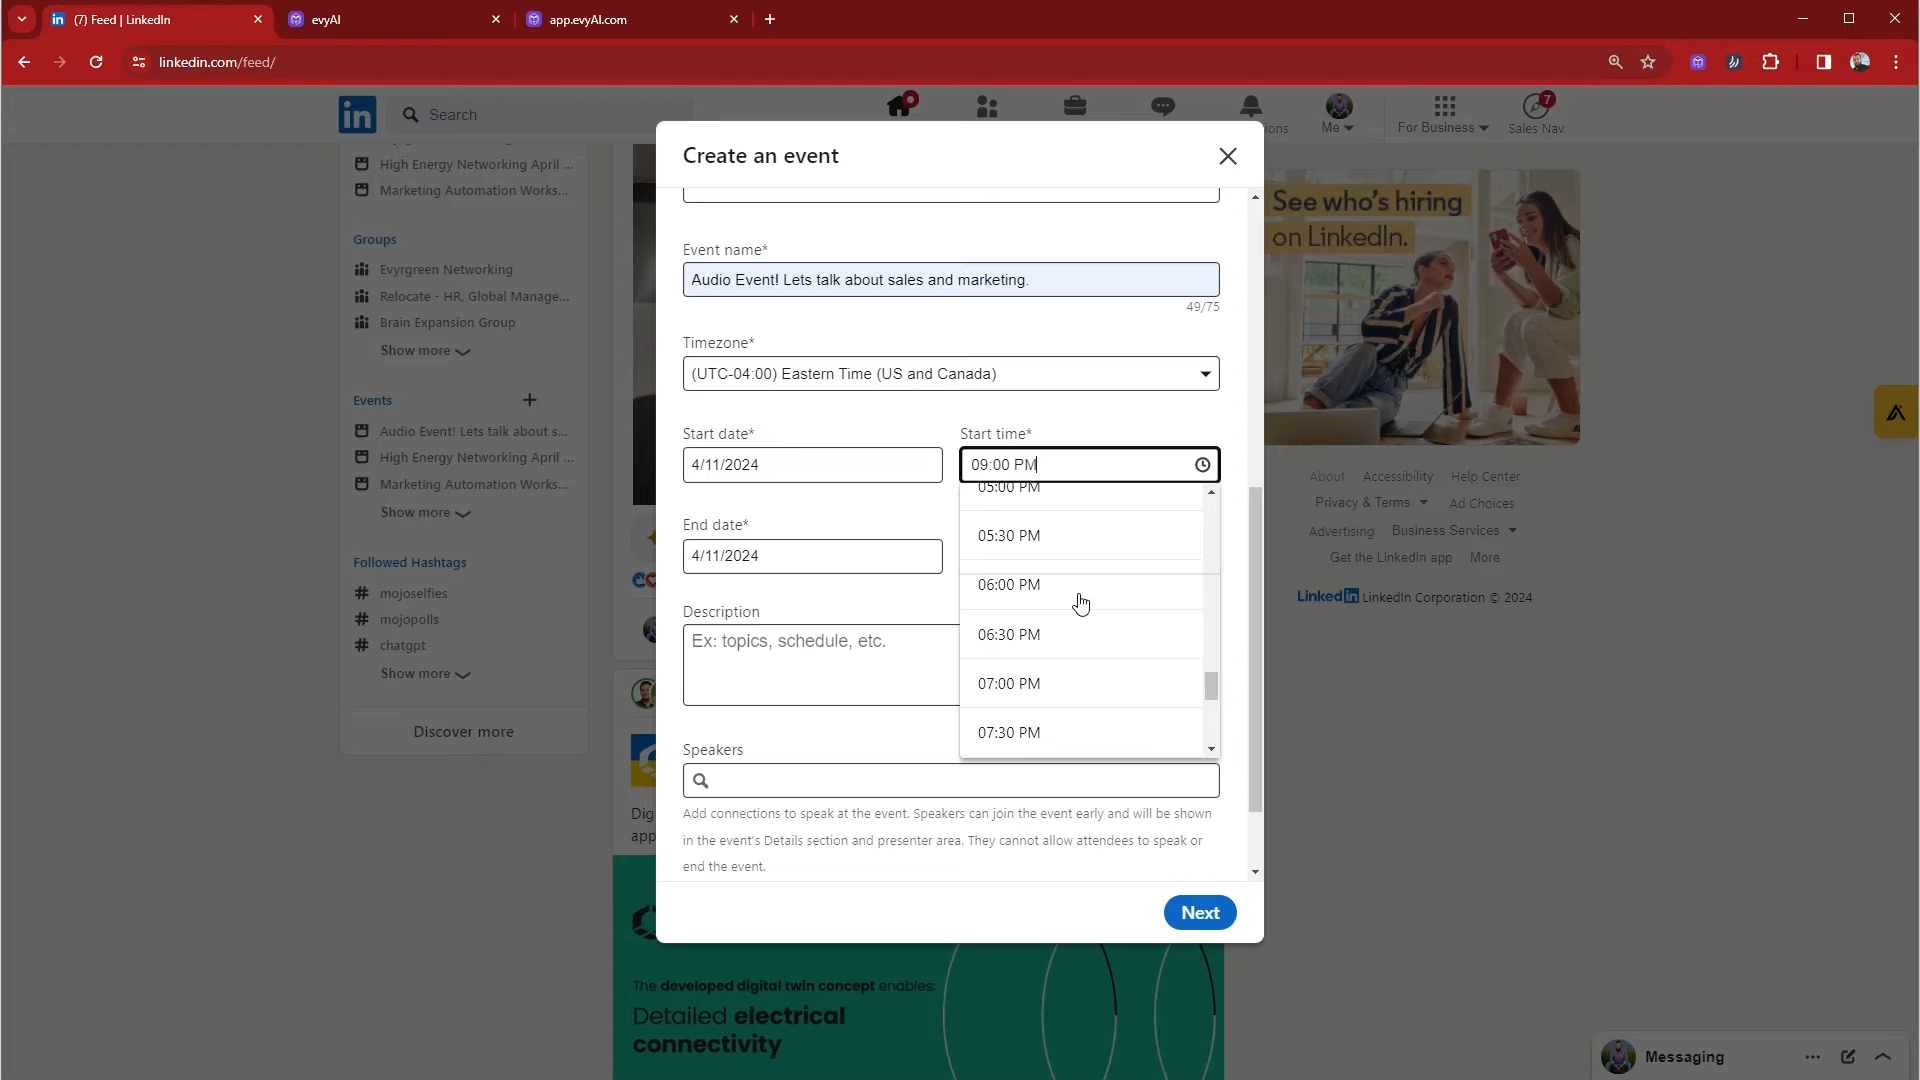 (7) Feed | LinkedIn
evyAI
app.evyAI.com
linkedin.com/feed/
in
Search
Me
For Business
7
Sales Nav
ions
High Energy Networking April ...
Marketing Automation Works...
Groups
Evyrgreen Networking
Relocate - HR, Global Manage...
Brain Expansion Group
Show more
Events
Audio Event! Lets talk about s...
High Energy Networking April ...
Marketing Automation Works...
Show more
Followed Hashtags
# mojoselfies
# mojopolls
# chatgpt
Show more
Discover more
Create an event
Event name*
Audio Event! Lets talk about sales and marketing.
49/75
Timezone*
(UTC-04:00) Eastern Time (US and Canada)
Start date*
Start time*
4/11/2024
09:00 PM
05:00 PM
05:30 PM
06:00 PM
06:30 PM
07:00 PM
07:30 PM
End date*
4/11/2024
Description
Ex: topics, schedule, etc.
Speakers
Add connections to speak at the event. Speakers can join the event early and will be shown
in the event's Details section and presenter area. They cannot allow attendees to speak or
end the event.
Next
Dig
app
The developed digital twin concept enables:
Detailed electrical
connectivity
See who's hiring
on LinkedIn.
About Accessibility Help Center
Privacy & Terms Ad Choices
Advertising Business Services
Get the LinkedIn app More
LinkedIn LinkedIn Corporation © 2024
Messaging